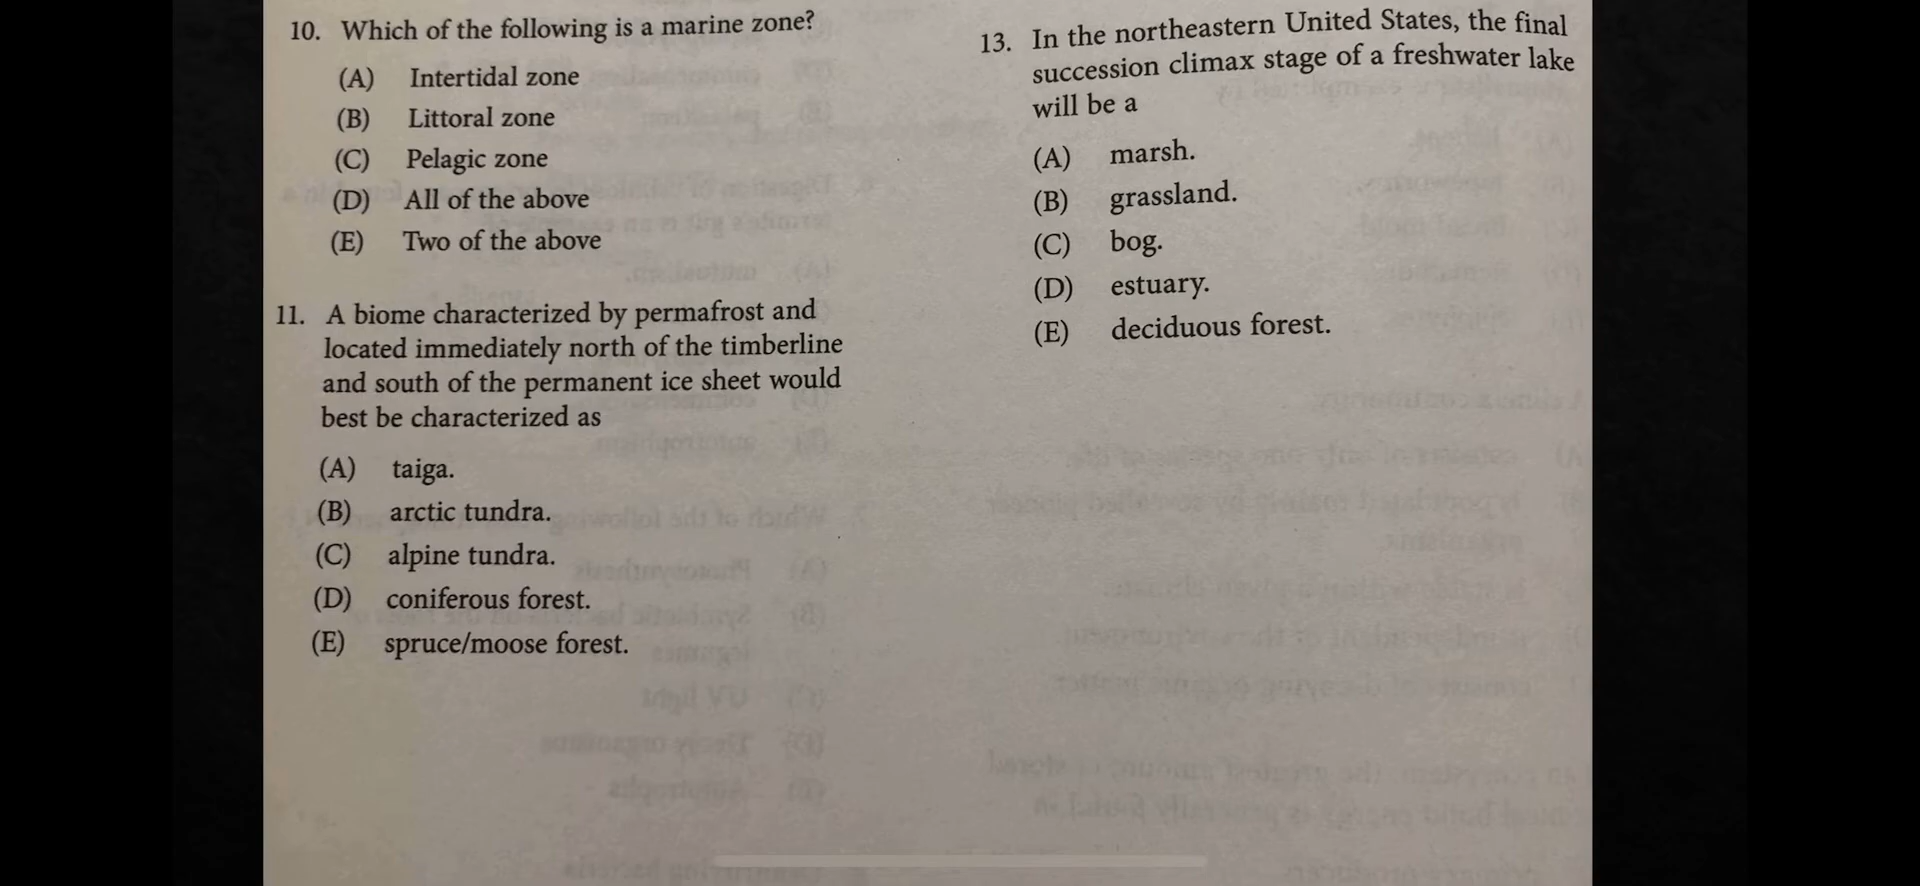 10. Which of the following is a marine zone?
(A) Intertidal zone
(B) Littoral zone
(C) Pelagic zone
(D) All of the above
(E) Two of the above
11. A biome characterized by permafrost and
located immediately north of the timberline
and south of the permanent ice sheet would
best be characterized as
(A) taiga.
(B) arctic tundra.
(C) alpine tundra.
(D) coniferous forest.
(E) spruce/moose forest.
13. In the northeastern United States, the final
succession climax stage of a freshwater lake
will be a
(A) marsh.
(B) grassland.
(C) bog.
(D) estuary.
(E) deciduous forest.